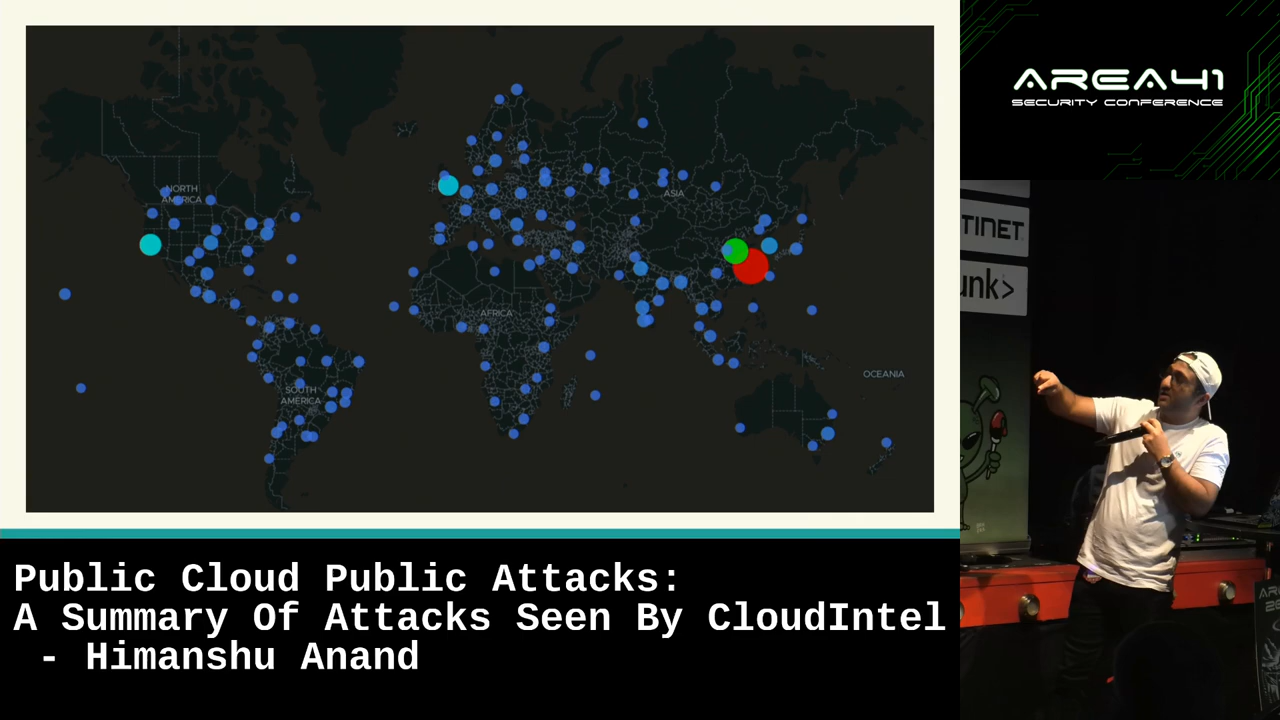 NORTH
AMERICA
ASIA
AFRICA
SOUTH
AMERICA
OCEANIA
AREA41
SECURITY CONFERENCE
TINET
unk>
Public Cloud Public Attacks:
A Summary Of Attacks Seen By CloudIntel
- Himanshu Anand